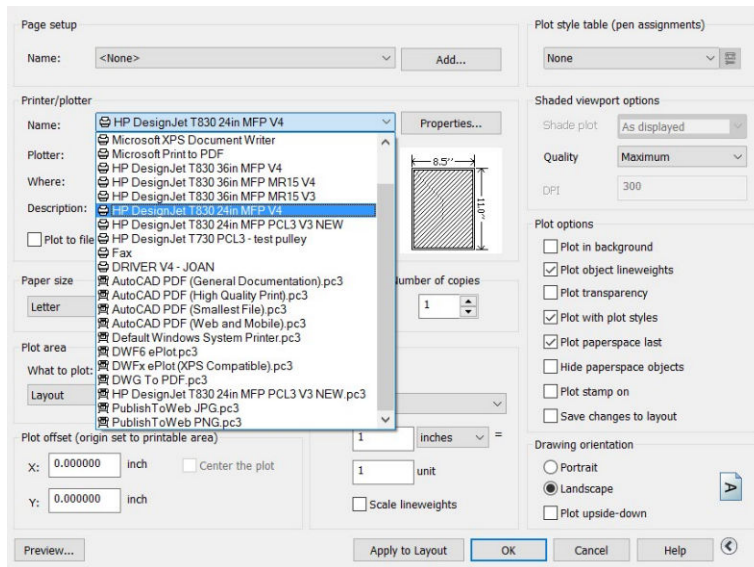 Page setup
Name:
<None>
Add...
Plot style table (pen assignments)
None
Printer/plotter
Name:
HP DesignJet T830 24in MFP V4
Properties...
Plotter:
Where:
Description:
Plot to file
Microsoft XPS Document Writer
Microsoft Print to PDF
HP DesignJet T830 36in MFP V4
HP DesignJet T830 36in MFP MR15 V4
HP DesignJet T830 36in MFP MR15 V3
HP DesignJet T830 24in MFP V4
HP DesignJet T830 24in MFP PCL3 V3 NEW
HP DesignJet T730 PCL3 - test pulley
Fax
DRIVER V4 - JOAN
AutoCAD PDF (General Documentation).pc3
AutoCAD PDF (High Quality Print).pc3
AutoCAD PDF (Smallest File).pc3
AutoCAD PDF (Web and Mobile).pc3
Default Windows System Printer.pc3
DWF6 ePlot.pc3
DWFx ePlot (XPS Compatible).pc3
DWG To PDF.pc3
HP DesignJet T830 24in MFP PCL3 V3 NEW.pc3
PublishToWeb JPG.pc3
PublishToWeb PNG.pc3
8.5''
11.0''
Shaded viewport options
Shade plot
As displayed
Quality
Maximum
DPI
300
Paper size
Letter
Number of copies
1
Plot area
What to plot:
Layout
Plot options
Plot in background
Plot object lineweights
Plot transparency
Plot with plot styles
Plot paperspace last
Hide paperspace objects
Plot stamp on
Save changes to layout
Plot offset (origin set to printable area)
X:
0.000000
inch
Center the plot
Y:
0.000000
inch
1
inches
=
1
unit
Scale lineweights
Drawing orientation
Portrait
Landscape
Plot upside-down
A
Preview...
Apply to Layout
OK
Cancel
Help